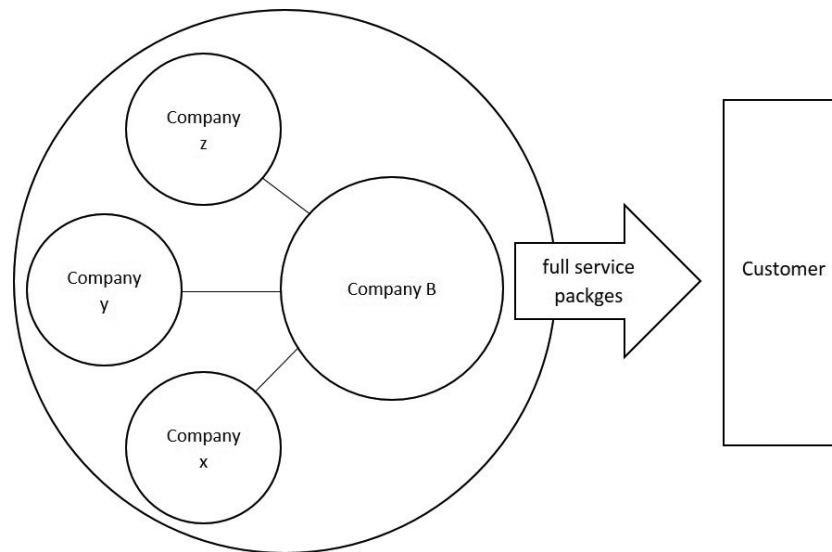 Company
z
Company
y
Company B
full service
packges
Customer
Company
x